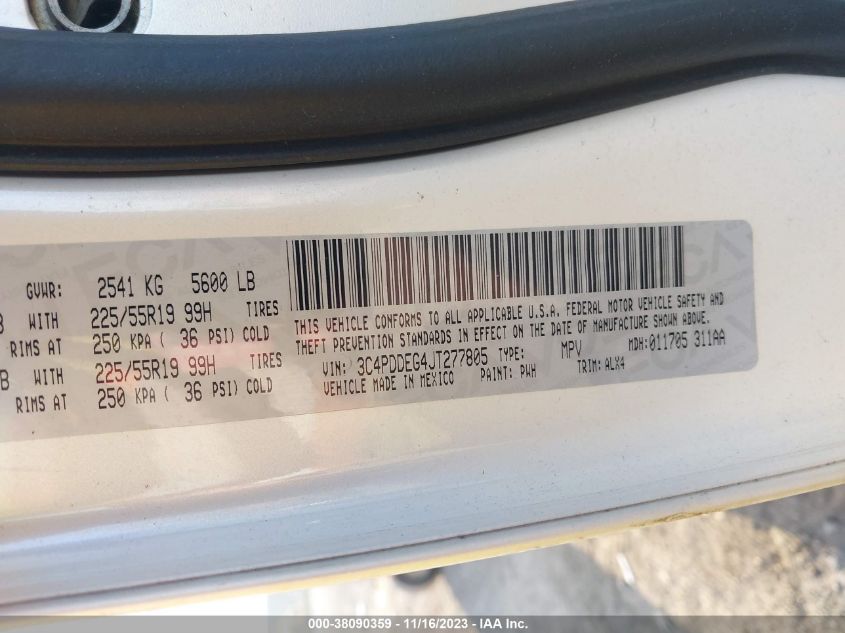 GVWR: 2541 KG 5600 LB
B WITH 225/55R19 99H TIRES
RIMS AT 250 KPA ( 36 PSI) COLD
B WITH 225/55R19 99H TIRES
RIMS AT 250 KPA ( 36 PSI) COLD
THIS VEHICLE CONFORMS TO ALL APPLICABLE U.S.A. FEDERAL MOTOR VEHICLE SAFETY AND
THEFT PREVENTION STANDARDS IN EFFECT ON THE DATE OF MANUFACTURE SHOWN ABOVE.
VIN: 3C4PDDEG4JT277805 TYPE: MPV MDH: 011705 311AA
VEHICLE MADE IN MEXICO PAINT: PWH TRIM: ALX4
000-38090359 - 11/16/2023 - IAA Inc.